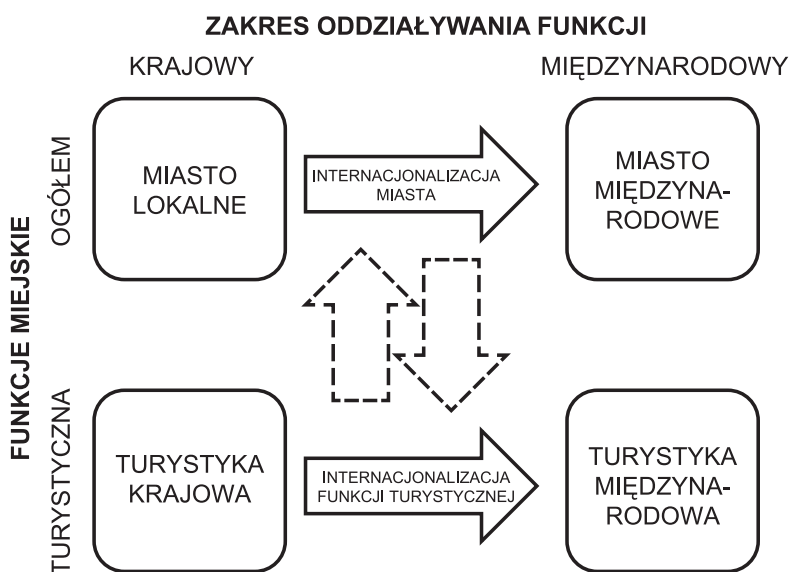 ZAKRES ODDZIAŁYWANIA FUNKCJI
KRAJOWY
MIĘDZYNARODOWY
FUNKCJE MIEJSKIE
OGÓŁEM
MIASTO
LOKALNE
INTERNACJONALIZACJA
MIASTA
MIASTO
MIĘDZYNA-
RODOWE
TURYSTYCZNA
TURYSTYKA
KRAJOWA
INTERNACJONALIZACJA
FUNKCJI TURYSTYCZNEJ
TURYSTYKA
MIĘDZYNA-
RODOWA